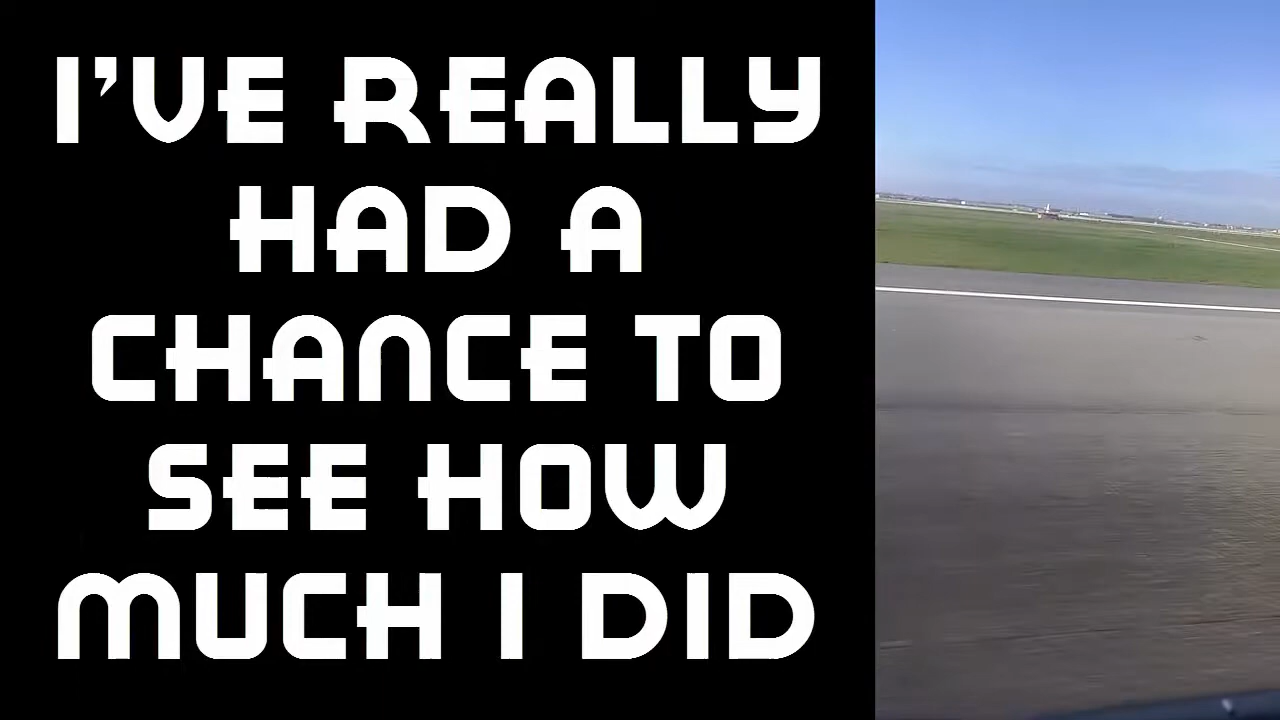 I'VE REALLY
HAD A
CHANCE TO
SEE HOW
MUCH I DID